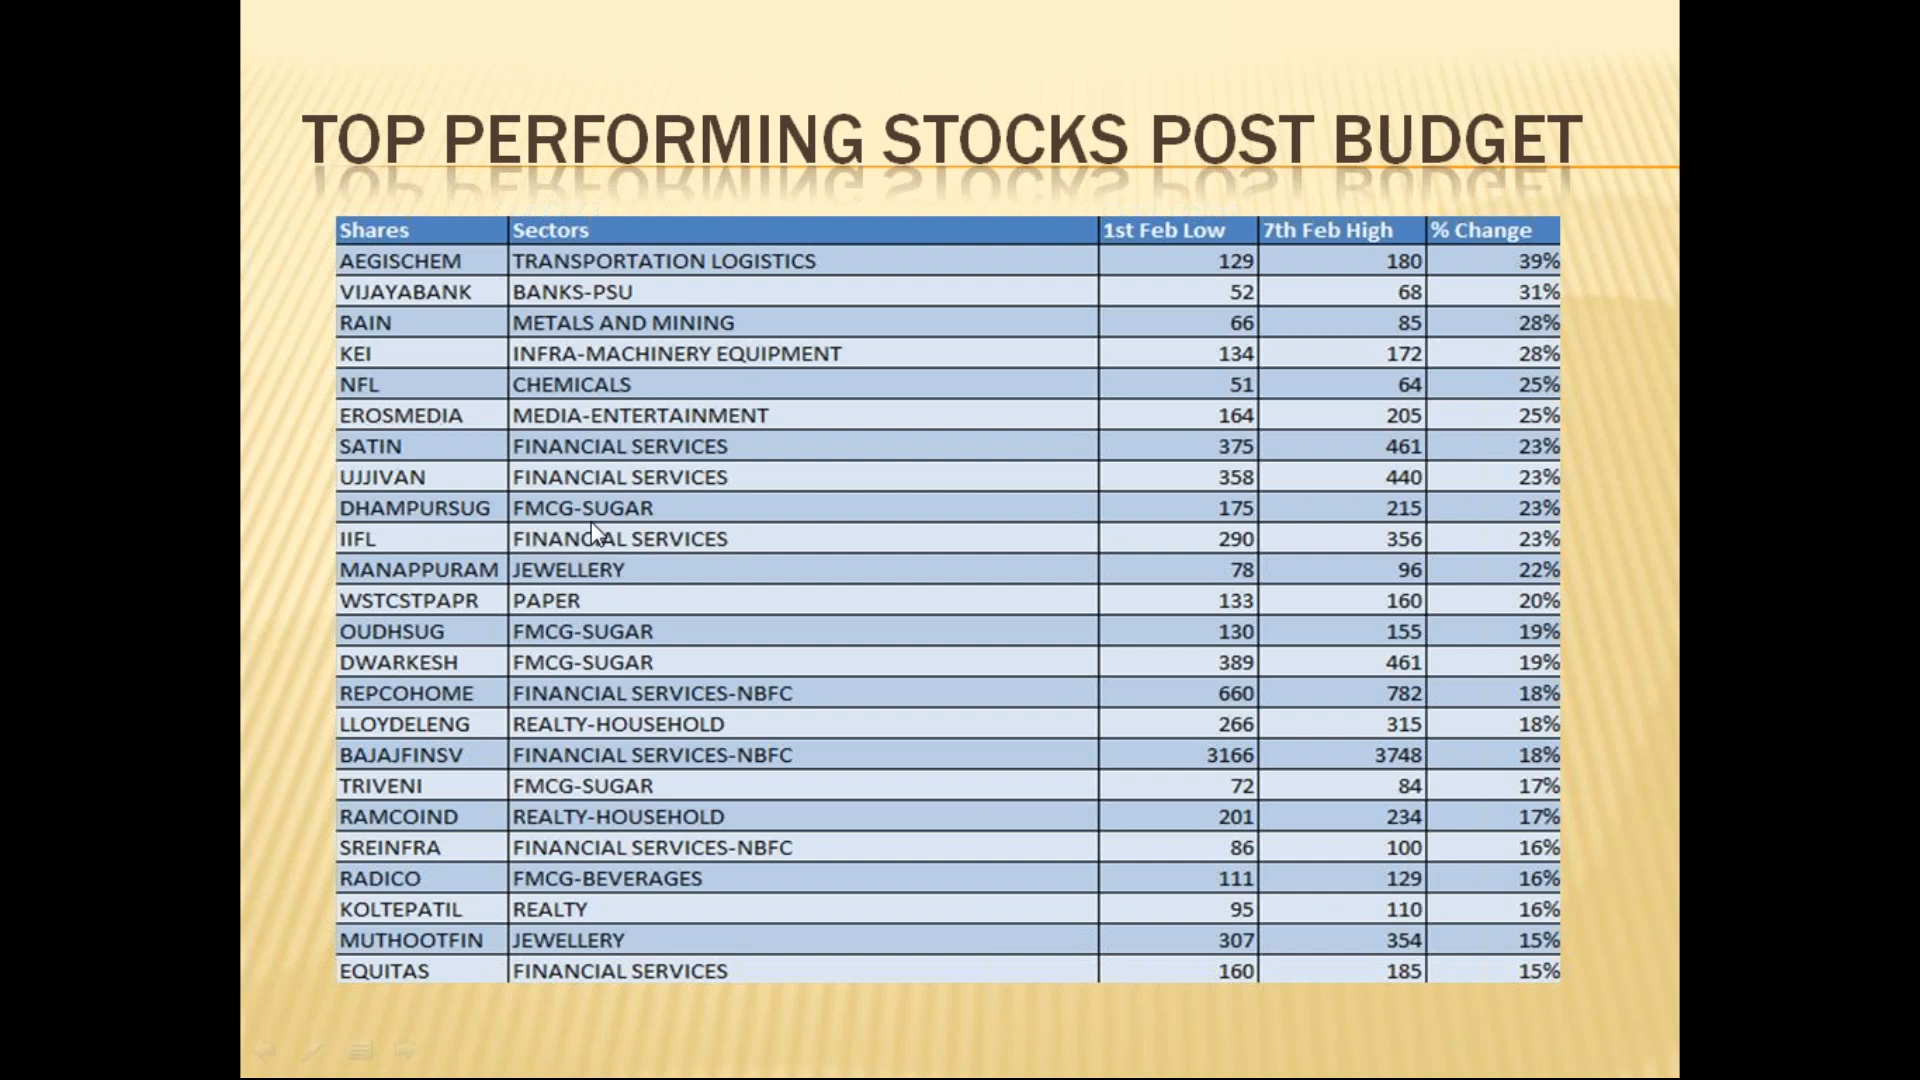 TOP PERFORMING STOCKS POST BUDGET
Shares Sectors 1st Feb Low 7th Feb High % Change
AEGISCHEM TRANSPORTATION LOGISTICS 129 180 39%
VIJAYABANK BANKS-PSU 52 68 31%
RAIN METALS AND MINING 66 85 28%
KEI INFRA-MACHINERY EQUIPMENT 134 172 28%
NFL CHEMICALS 51 64 25%
EROSMEDIA MEDIA-ENTERTAINMENT 164 205 25%
SATIN FINANCIAL SERVICES 375 461 23%
UJJIVAN FINANCIAL SERVICES 358 440 23%
DHAMPURSUG FMCG-SUGAR 175 215 23%
IIFL FINANCIAL SERVICES 290 356 23%
MANAPPURAM JEWELLERY 78 96 22%
WSTCSTPAPR PAPER 133 160 20%
OUDHSUG FMCG-SUGAR 130 155 19%
DWARKESH FMCG-SUGAR 389 461 19%
REPCOHOME FINANCIAL SERVICES-NBFC 660 782 18%
LLOYDELENG REALTY-HOUSEHOLD 266 315 18%
BAJAJFINSV FINANCIAL SERVICES-NBFC 3166 3748 18%
TRIVENI FMCG-SUGAR 72 84 17%
RAMCOIND REALTY-HOUSEHOLD 201 234 17%
SREINFRA FINANCIAL SERVICES-NBFC 86 100 16%
RADICO FMCG-BEVERAGES 111 129 16%
KOLTEPATIL REALTY 95 110 16%
MUTHOOTFIN JEWELLERY 307 354 15%
EQUITAS FINANCIAL SERVICES 160 185 15%